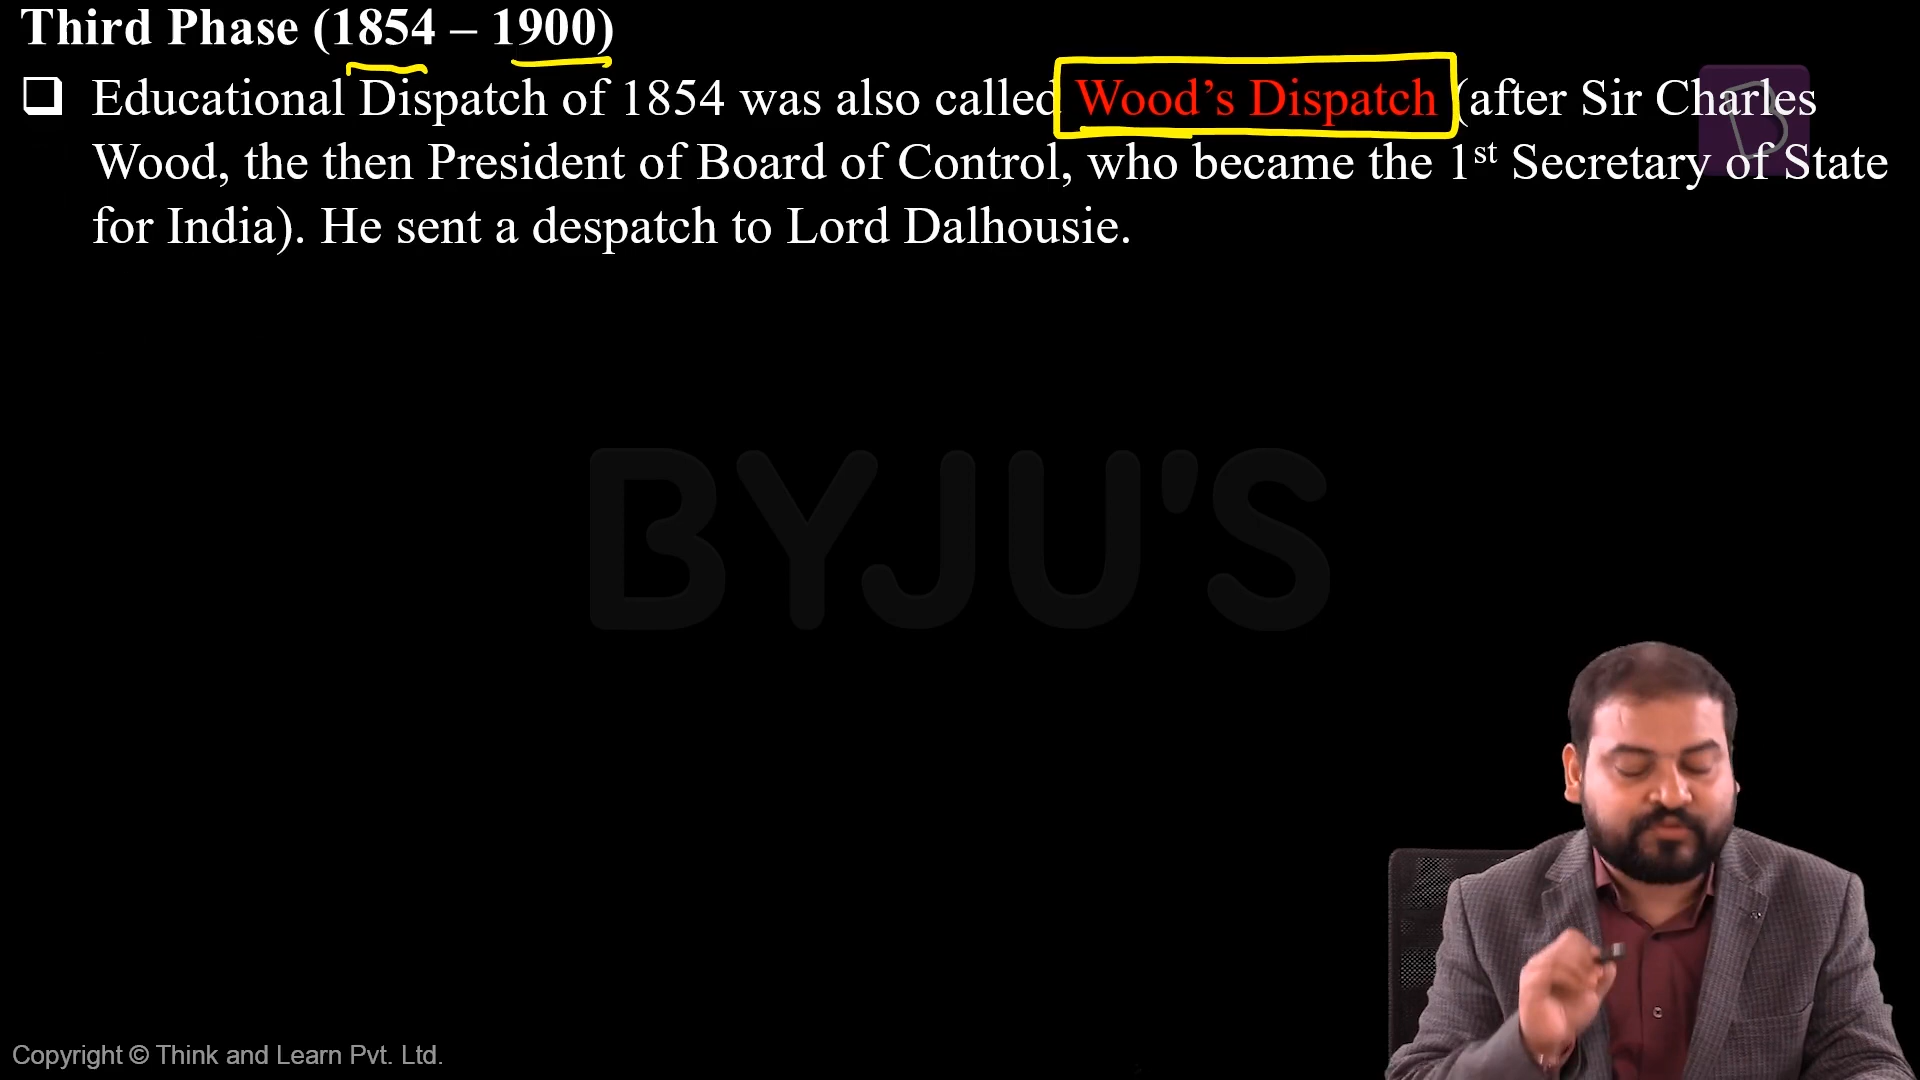 Third Phase (1854 – 1900)
❑ Educational Dispatch of 1854 was also called Wood’s Dispatch (after Sir Charles
Wood, the then President of Board of Control, who became the 1st Secretary of State
for India). He sent a despatch to Lord Dalhousie.
BYJU'S
Copyright © Think and Learn Pvt. Ltd.